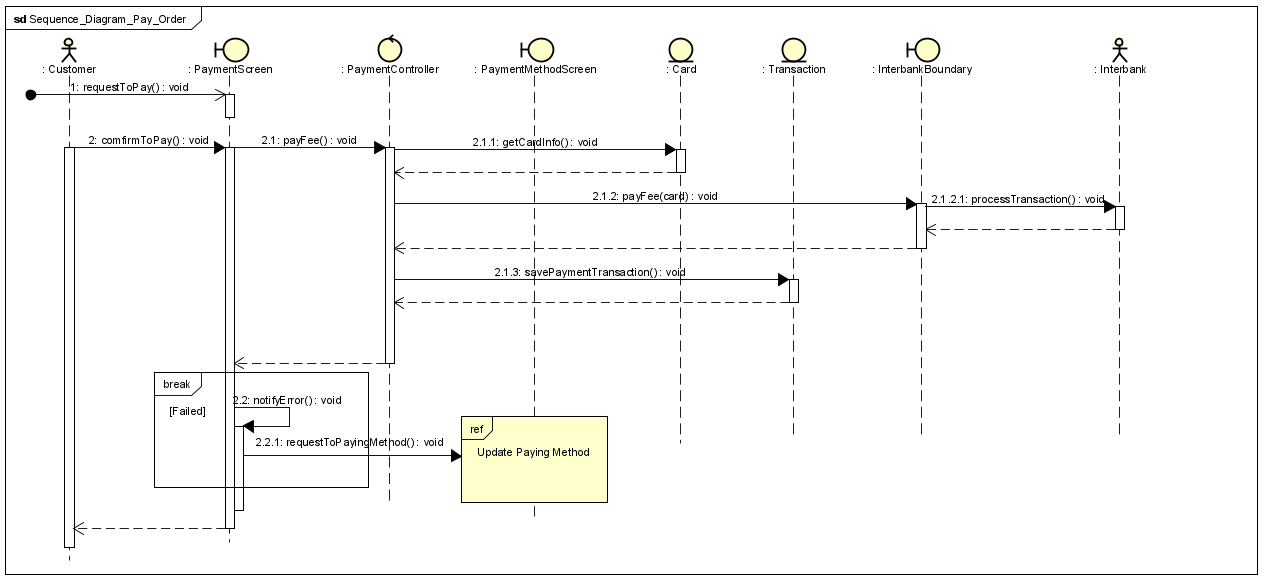 sd Sequence_Diagram_Pay_Order
: Customer
: PaymentScreen
: PaymentController
: PaymentMethodScreen
: Card
: Transaction
: InterbankBoundary
: Interbank
1: requestToPay() : void
2: comfirmToPay() : void
2.1: payFee() : void
2.1.1: getCardInfo() : void
2.1.2: payFee(card) : void
2.1.2.1: processTransaction() : void
2.1.3: savePaymentTransaction() : void
break
[Failed]
2.2: notifyError() : void
2.2.1: requestToPayingMethod() : void
ref
Update Paying Method